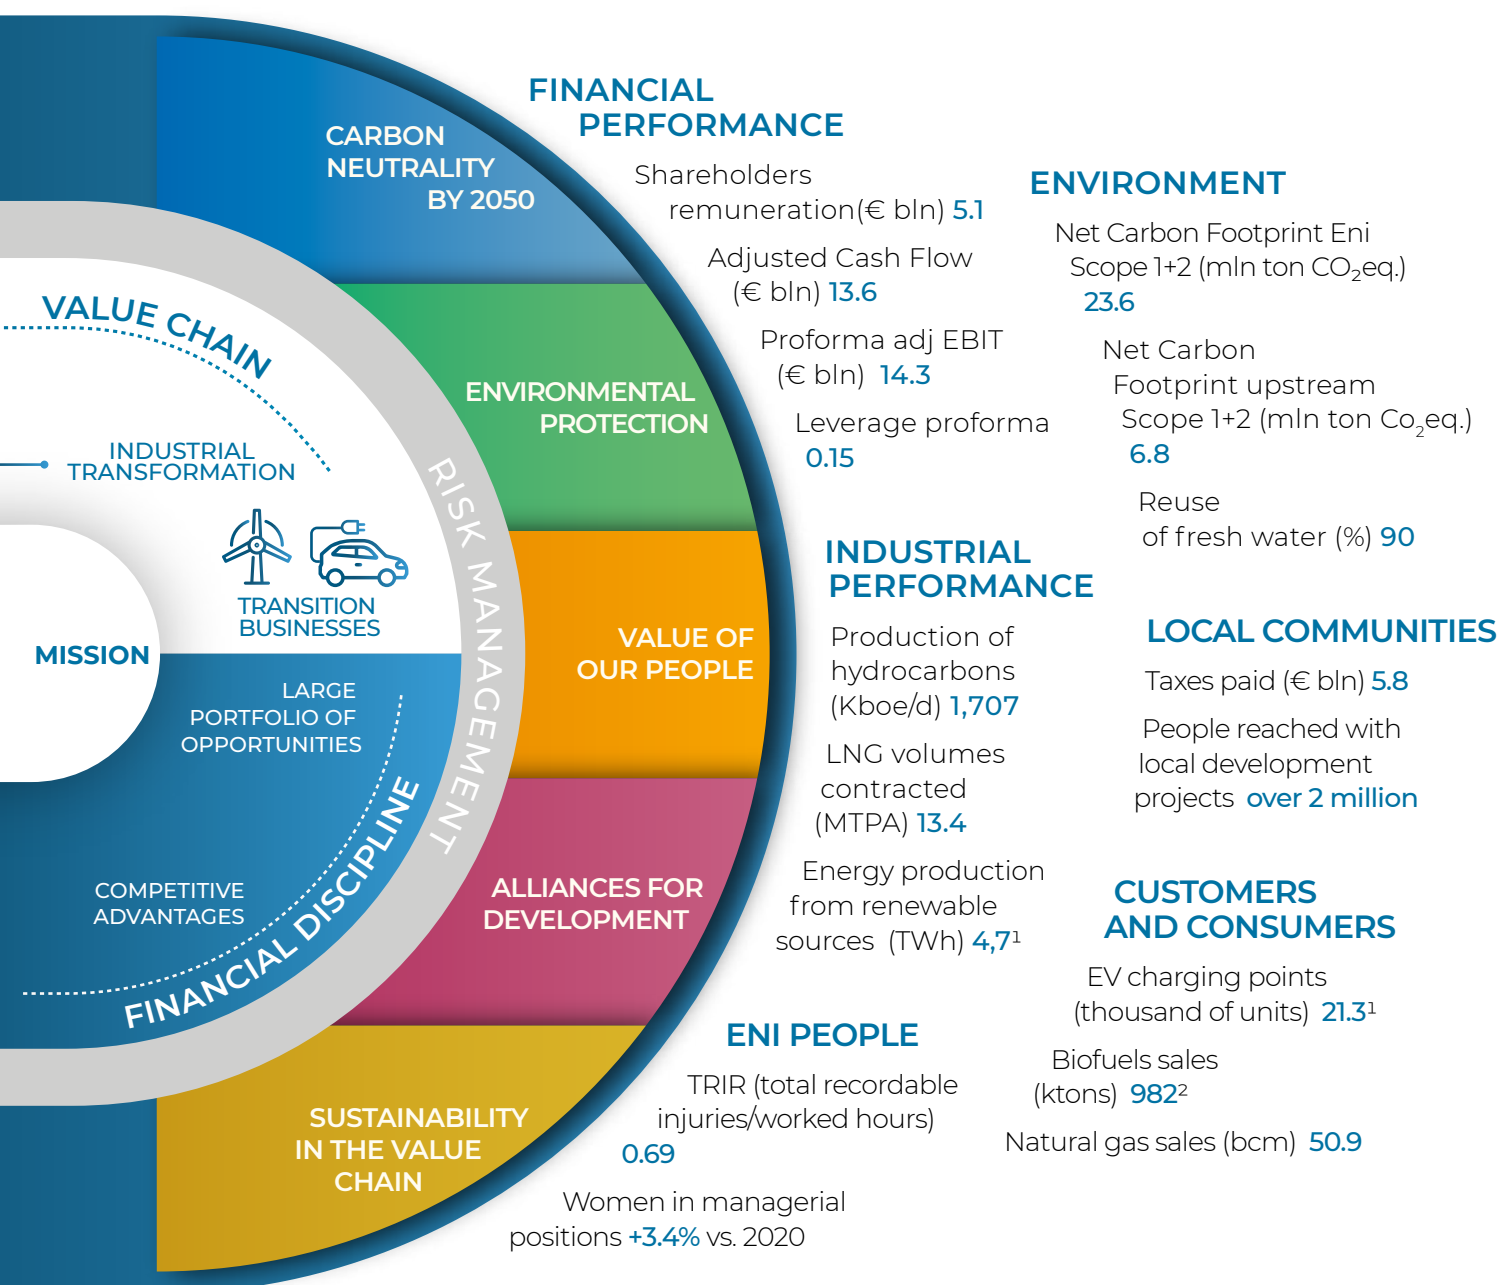 CARBON
NEUTRALITY
BY 2050
ENVIRONMENTAL
PROTECTION
VALUE OF
OUR PEOPLE
ALLIANCES FOR
DEVELOPMENT
SUSTAINABILITY
IN THE VALUE
CHAIN
RISK MANAGEMENT
VALUE CHAIN
INDUSTRIAL
TRANSFORMATION
TRANSITION
BUSINESSES
MISSION
LARGE
PORTFOLIO OF
OPPORTUNITIES
COMPETITIVE
ADVANTAGES
FINANCIAL DISCIPLINE
FINANCIAL
PERFORMANCE
Shareholders
remuneration(€ bln) 5.1
Adjusted Cash Flow
(€ bln) 13.6
Proforma adj EBIT
(€ bln) 14.3
Leverage proforma
0.15
INDUSTRIAL
PERFORMANCE
Production of
hydrocarbons
(Kboe/d) 1,707
LNG volumes
contracted
(MTPA) 13.4
Energy production
from renewable
sources (TWh) 4,7¹
ENI PEOPLE
TRIR (total recordable
injuries/worked hours)
0.69
Women in managerial
positions +3.4% vs. 2020
ENVIRONMENT
Net Carbon Footprint Eni
Scope 1+2 (mln ton CO₂eq.)
23.6
Net Carbon
Footprint upstream
Scope 1+2 (mln ton Co₂eq.)
6.8
Reuse
of fresh water (%) 90
LOCAL COMMUNITIES
Taxes paid (€ bln) 5.8
People reached with
local development
projects over 2 million
CUSTOMERS
AND CONSUMERS
EV charging points
(thousand of units) 21.3¹
Biofuels sales
(ktons) 982²
Natural gas sales (bcm) 50.9